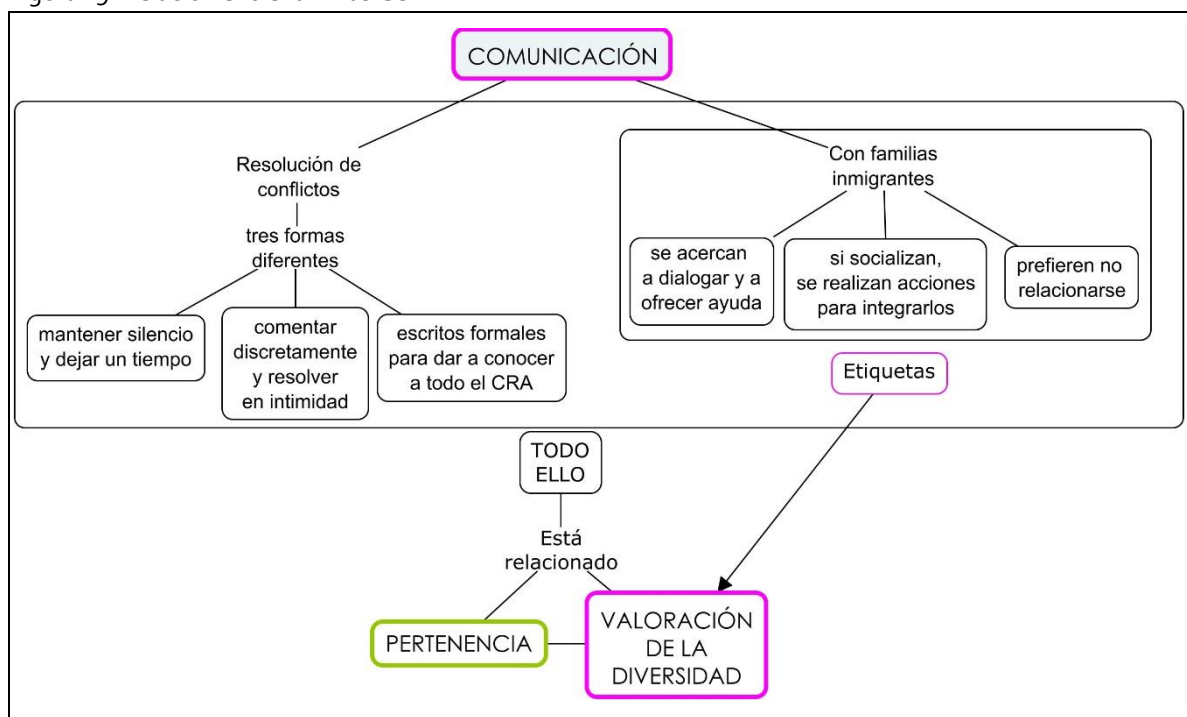 COMUNICACIÓN
Resolución de
conflictos
tres formas
diferentes
mantener silencio
y dejar un tiempo
comentar
discretamente
y resolver
en intimidad
escritos formales
para dar a conocer
a todo el CRA
Con familias
inmigrantes
se acercan
a dialogar y a
ofrecer ayuda
si socializan,
se realizan acciones
para integrarlos
prefieren no
relacionarse
Etiquetas
TODO
ELLO
Está
relacionado
PERTENENCIA
VALORACIÓN
DE LA
DIVERSIDAD